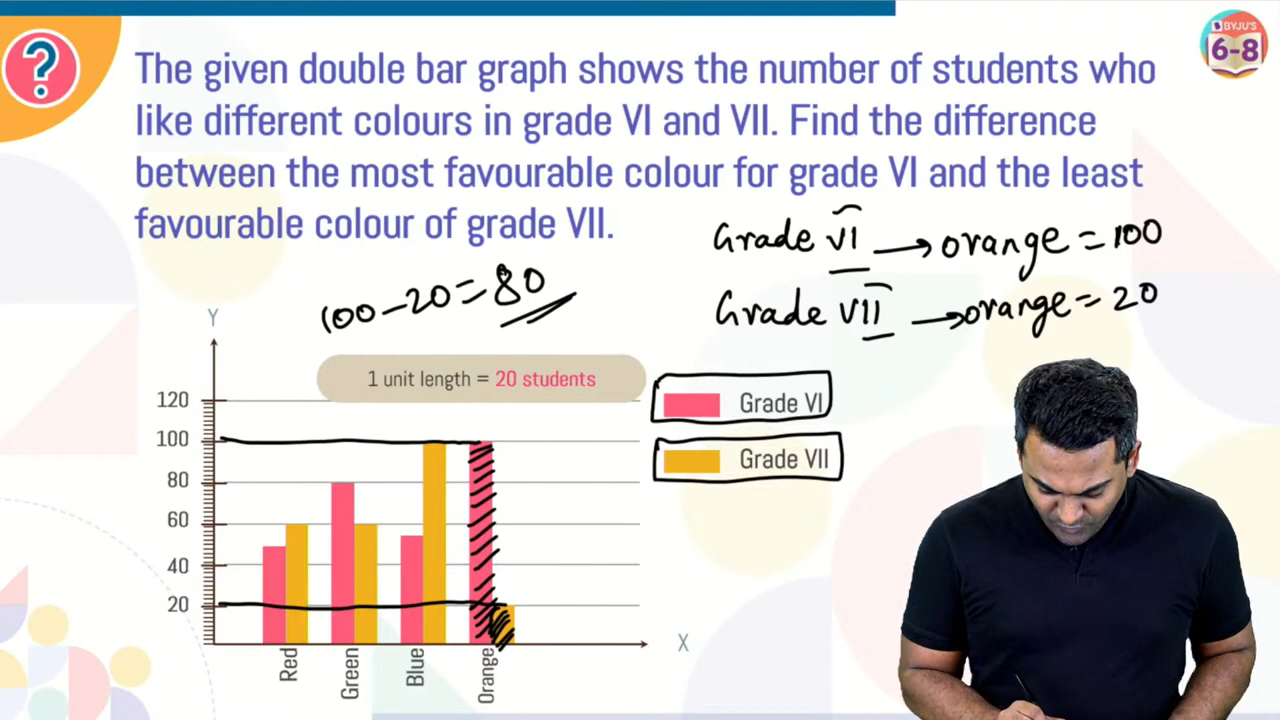 BYJU'S
6-8
?
The given double bar graph shows the number of students who
like different colours in grade VI and VII. Find the difference
between the most favourable colour for grade VI and the least
favourable colour of grade VII.
Grade VI → orange = 100
Grade VII → orange = 20
100 - 20 = 80
Y
1 unit length = 20 students
Grade VI
Grade VII
120
100
80
60
40
20
X
Red
Green
Blue
Orange